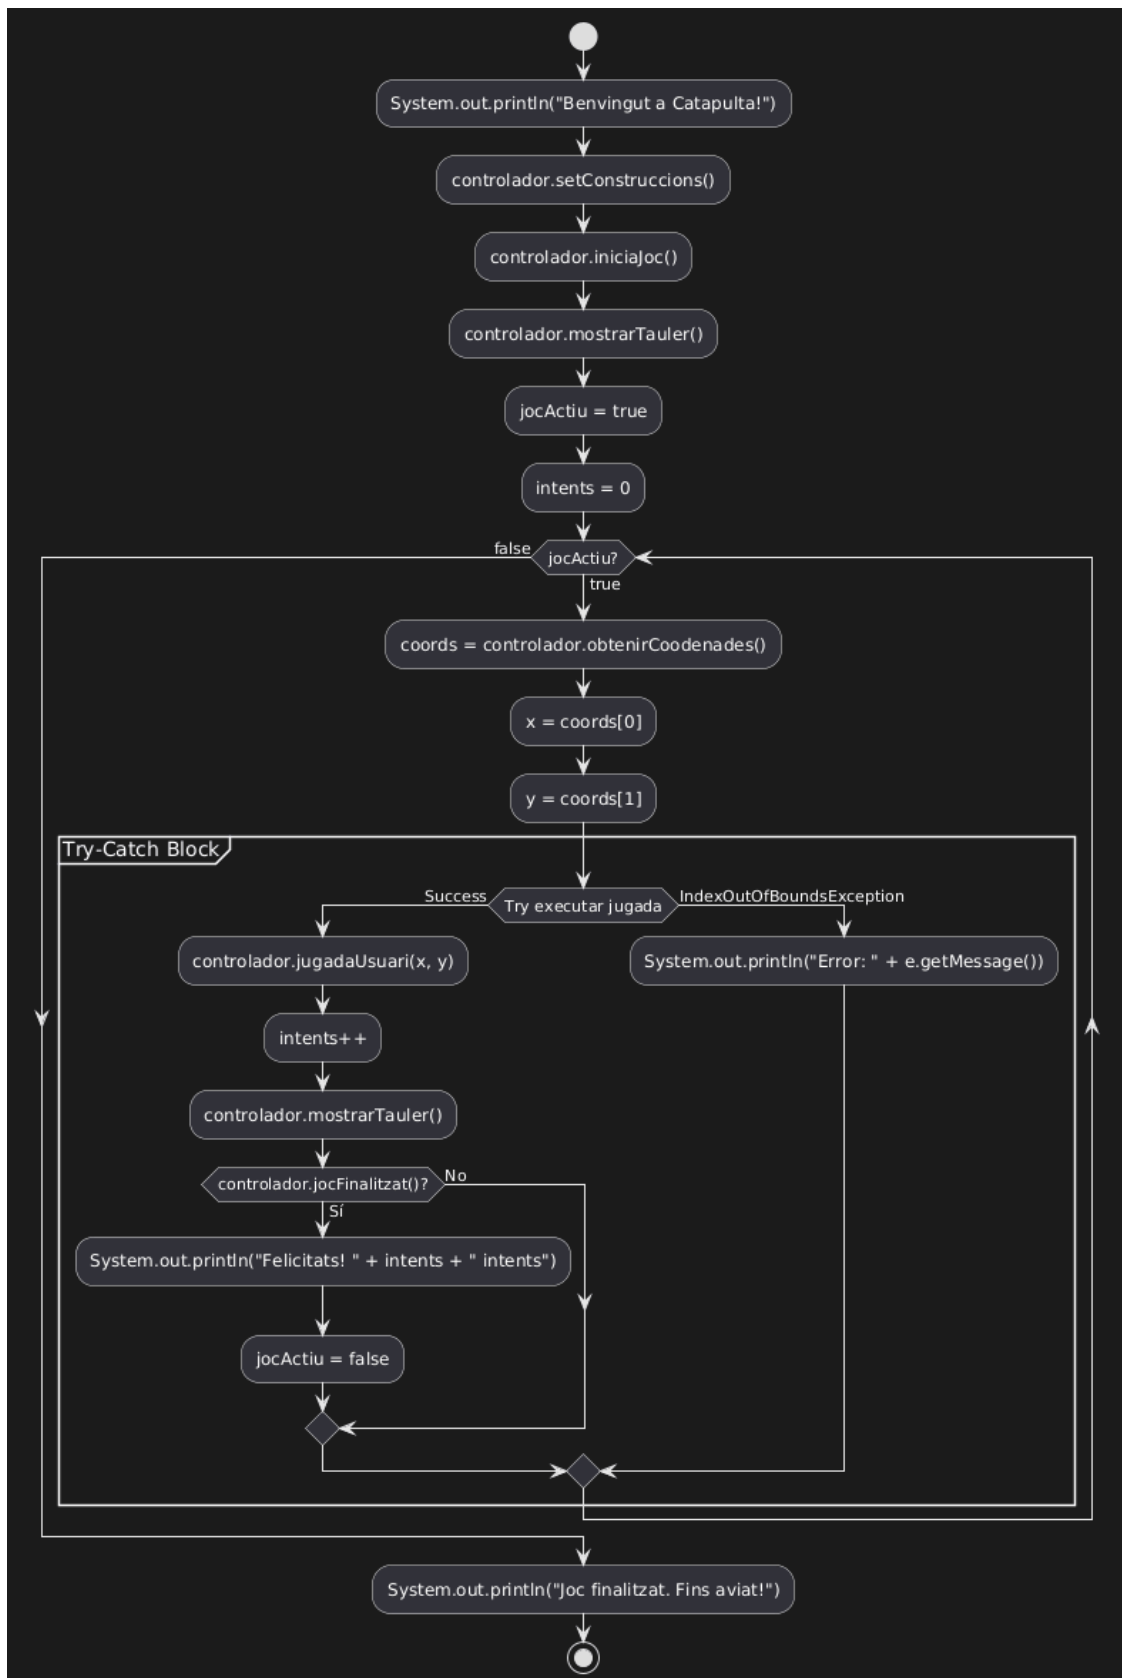 System.out.println("Benvingut a Catapulta!")
controlador.setConstruccions()
controlador.iniciaJoc()
controlador.mostrarTauler()
jocActiu = true
intents = 0
false
jocActiu?
true
coords = controlador.obtenirCoodenades()
x = coords[0]
y = coords[1]
Try-Catch Block
Success
Try executar jugada
IndexOutOfBoundsException
controlador.jugadaUsuari(x, y)
System.out.println("Error: " + e.getMessage())
intents++
controlador.mostrarTauler()
controlador.jocFinalitzat()?
No
Sí
System.out.println("Felicitats! " + intents + " intents")
jocActiu = false
System.out.println("Joc finalitzat. Fins aviat!")